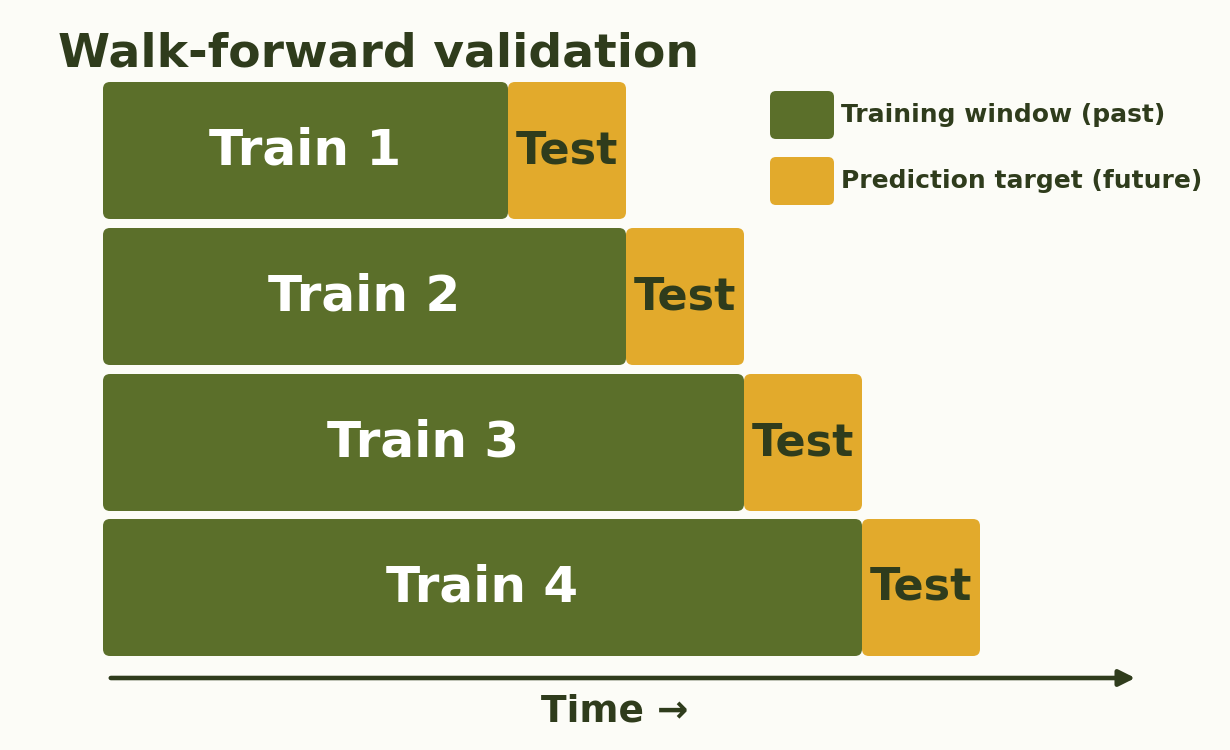 Walk-forward validation
Train 1 Test
Training window (past)
Prediction target (future)
Train 2 Test
Train 3 Test
Train 4 Test
Time →